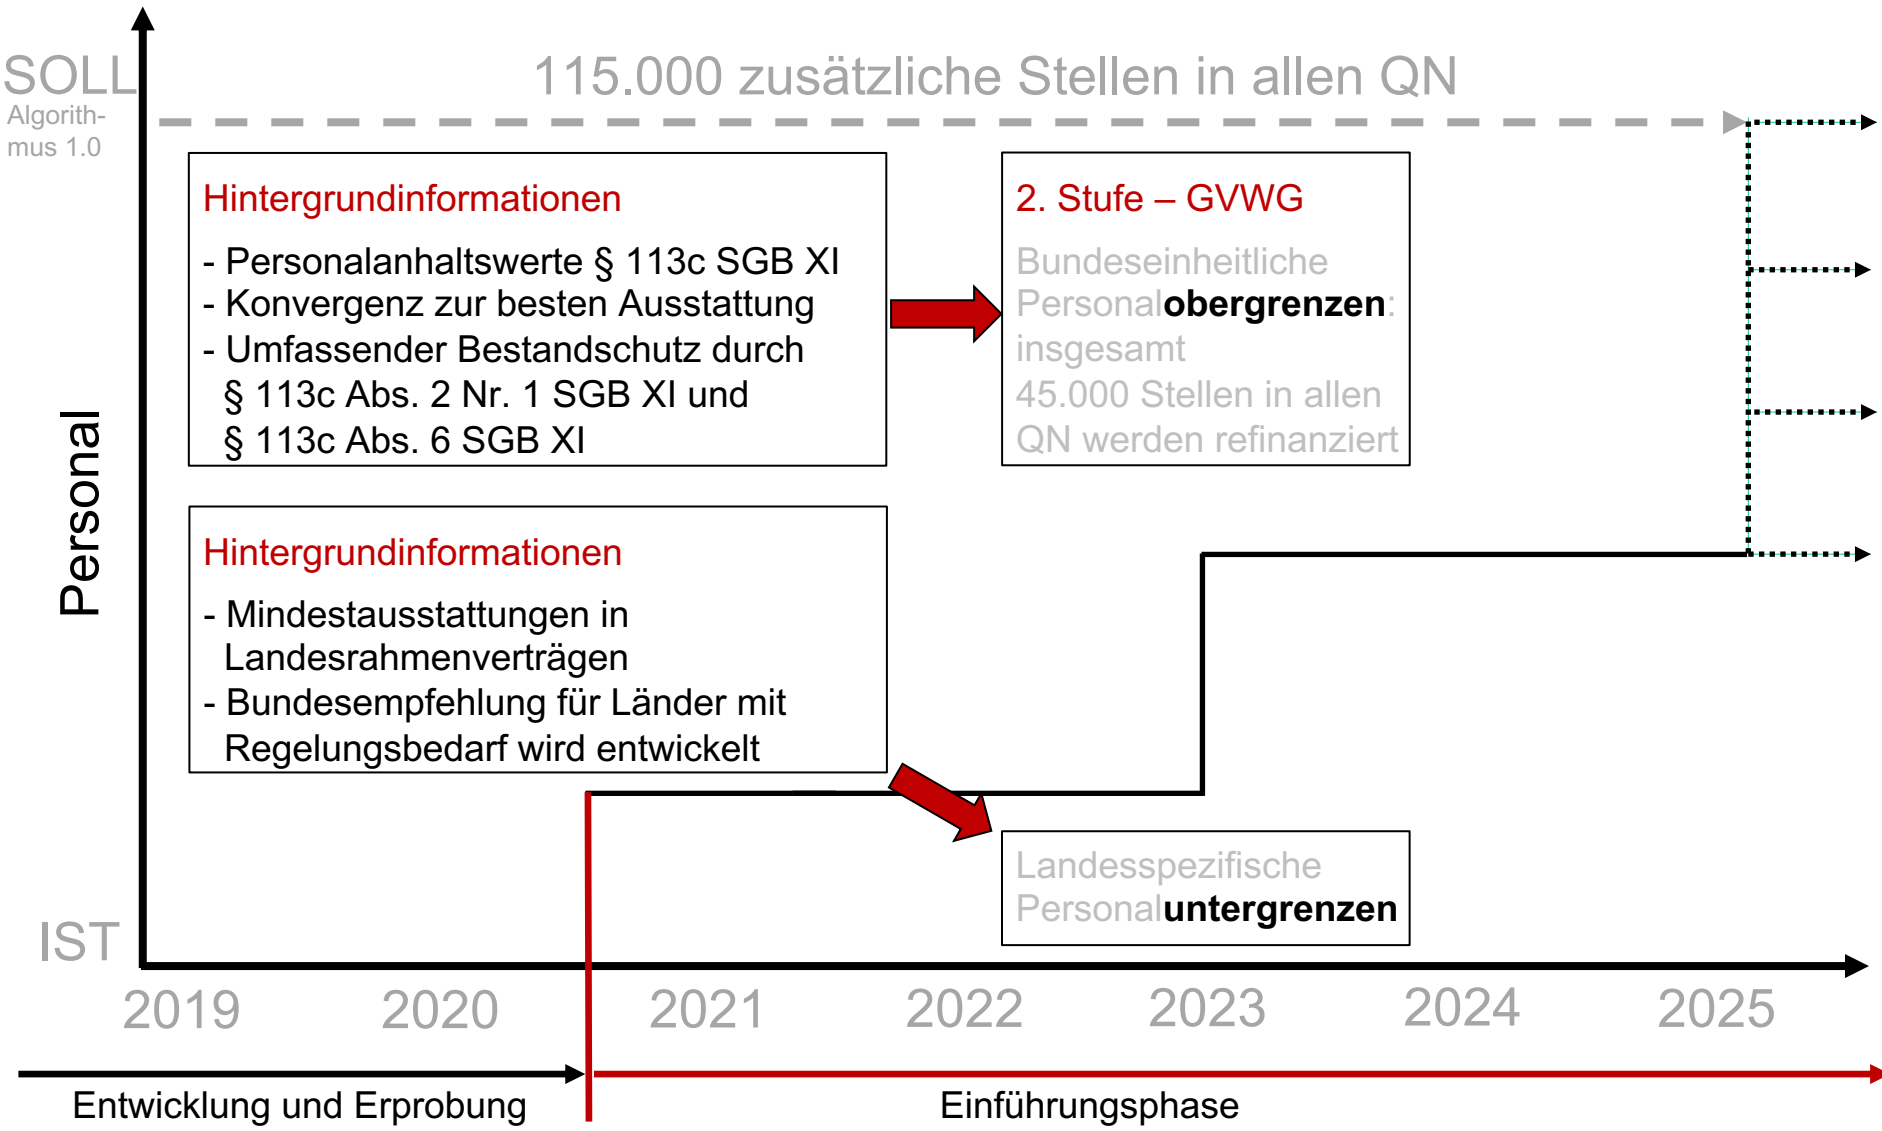 SOLL
Algorith-
mus 1.0
115.000 zusätzliche Stellen in allen QN
Hintergrundinformationen
- Personalanhaltswerte § 113c SGB XI
- Konvergenz zur besten Ausstattung
- Umfassender Bestandschutz durch
§ 113c Abs. 2 Nr. 1 SGB XI und
§ 113c Abs. 6 SGB XI
2. Stufe – GVWG
Bundeseinheitliche
Personalobergrenzen:
insgesamt
45.000 Stellen in allen
QN werden refinanziert
Personal
Hintergrundinformationen
- Mindestausstattungen in
Landesrahmenverträgen
- Bundesempfehlung für Länder mit
Regelungsbedarf wird entwickelt
Landesspezifische
Personaluntergrenzen
IST
2019 2020 2021 2022 2023 2024 2025
Entwicklung und Erprobung Einführungsphase